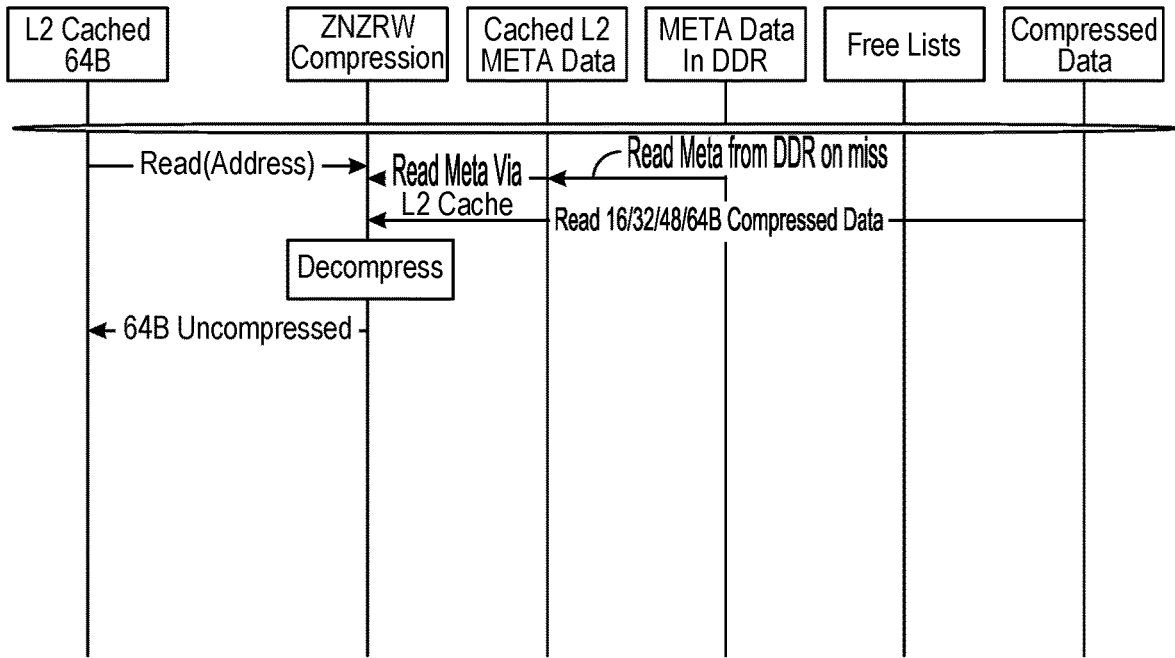 L2 Cached
64B
ZNZRW
Compression
Cached L2
META Data
META Data
In DDR
Free Lists
Compressed
Data
Read(Address)
Read Meta Via
L2 Cache
Read Meta from DDR on miss
Read 16/32/48/64B Compressed Data
Decompress
64B Uncompressed